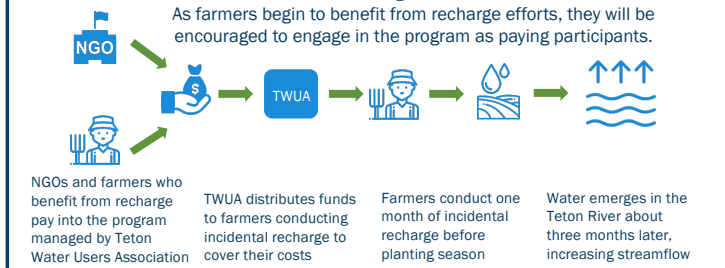 As farmers begin to benefit from recharge efforts, they will be
encouraged to engage in the program as paying participants.
NGO
$
TWUA
NGOs and farmers who
benefit from recharge
pay into the program
managed by Teton
Water Users Association
TWUA distributes funds
to farmers conducting
incidental recharge to
cover their costs
Farmers conduct one
month of incidental
recharge before
planting season
Water emerges in the
Teton River about
three months later,
increasing streamflow